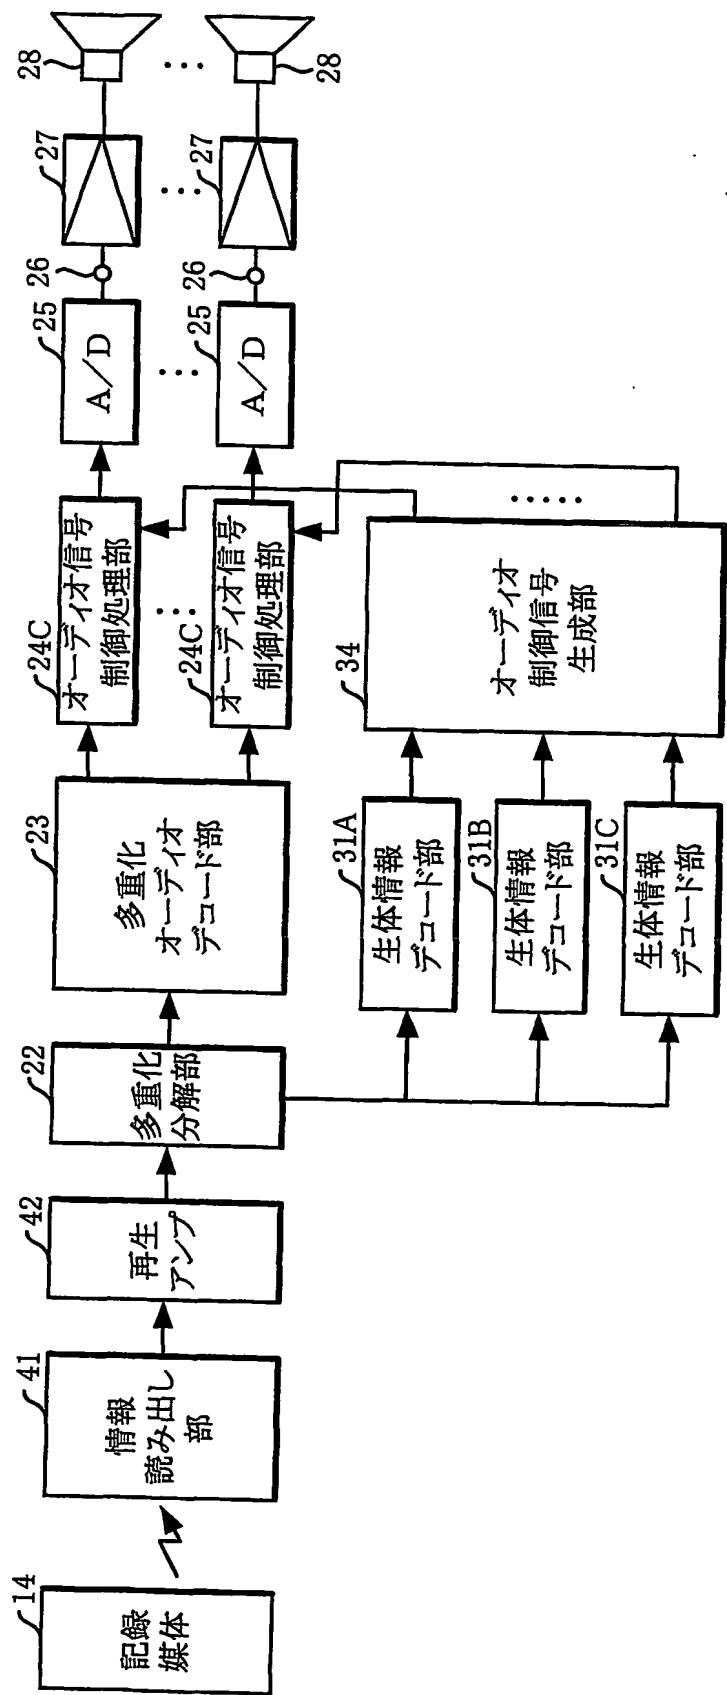 14
記録
媒体
41
情報
読み出し
部
42
再生
アンプ
22
多重化
分解部
23
多重化
オーディオ
デコード部
24C
オーディオ信号
制御処理部
24C
オーディオ信号
制御処理部
25
A/D
25
A/D
26
26
27
27
28
28
31A
生体情報
デコード部
31B
生体情報
デコード部
31C
生体情報
デコード部
34
オーディオ
制御信号
生成部